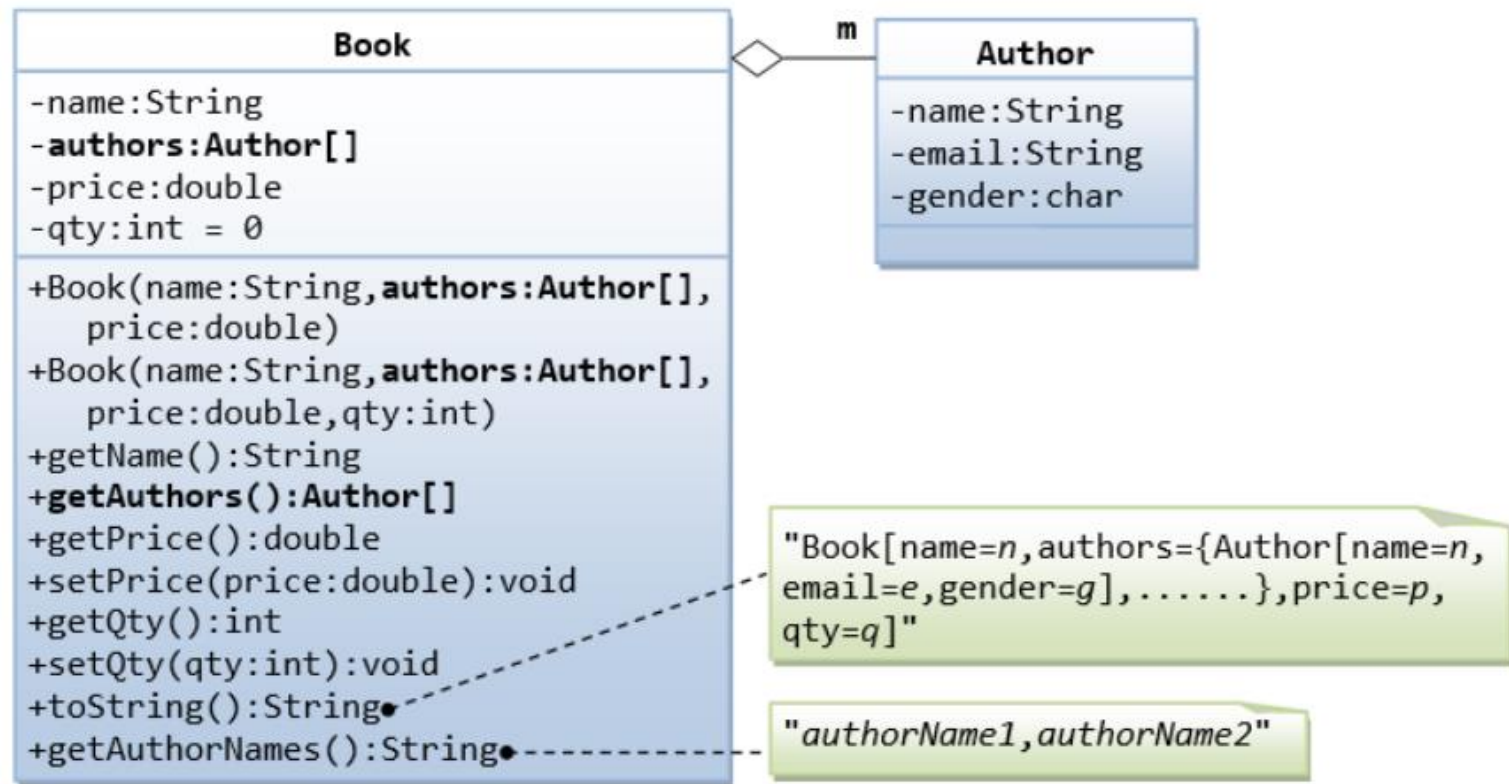 Book
-name:String
-authors:Author[]
-price:double
-qty:int = 0
+Book(name:String,authors:Author[],
price:double)
+Book(name:String,authors:Author[],
price:double,qty:int)
+getName():String
+getAuthors():Author[]
+getPrice():double
+setPrice(price:double):void
+getQty():int
+setQty(qty:int):void
+toString():String
+getAuthorNames():String
m
Author
-name:String
-email:String
-gender:char
"Book[name=n,authors={Author[name=n,
email=e,gender=g],......},price=p,
qty=q]"
"authorName1,authorName2"